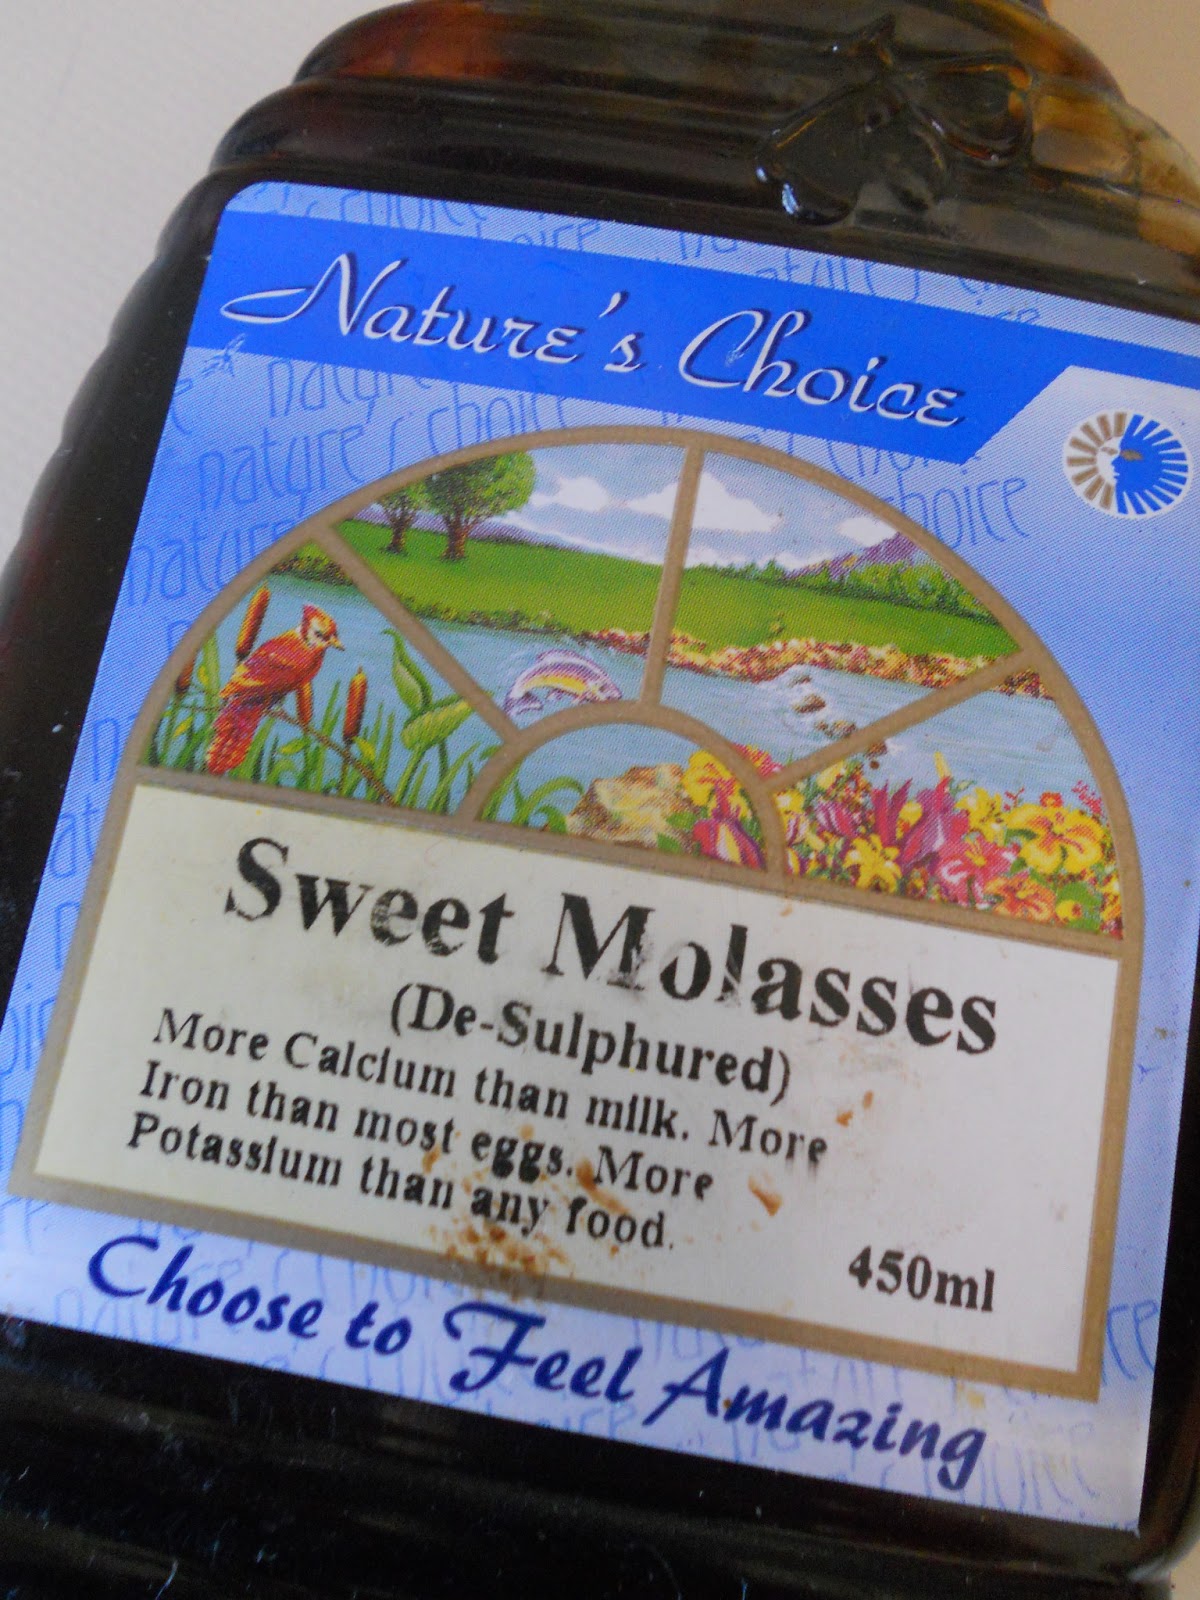 Nature's Choice
Sweet Molasses
(De-Sulphured)
More Calcium than milk. More
Iron than most eggs. More
Potassium than any food.
450ml
Choose to Feel Amazing